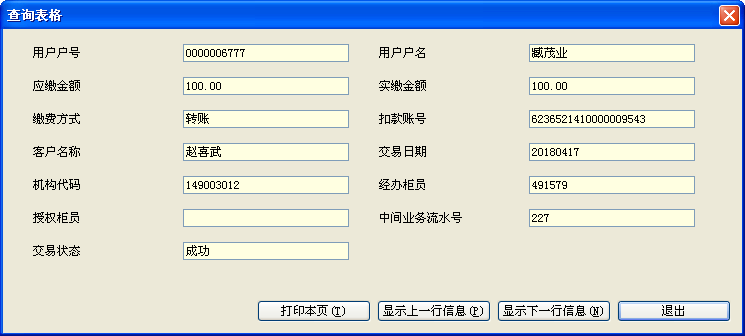 查询表格
用户户号 0000006777 用户户名 臧茂业
应缴金额 100.00 实缴金额 100.00
缴费方式 转账 扣款账号 6236521410000009543
客户名称 赵喜武 交易日期 20180417
机构代码 149003012 经办柜员 491579
授权柜员 中间业务流水号 227
交易状态 成功
打印本页(T) 显示上一行信息(P) 显示下一行信息(N) 退出